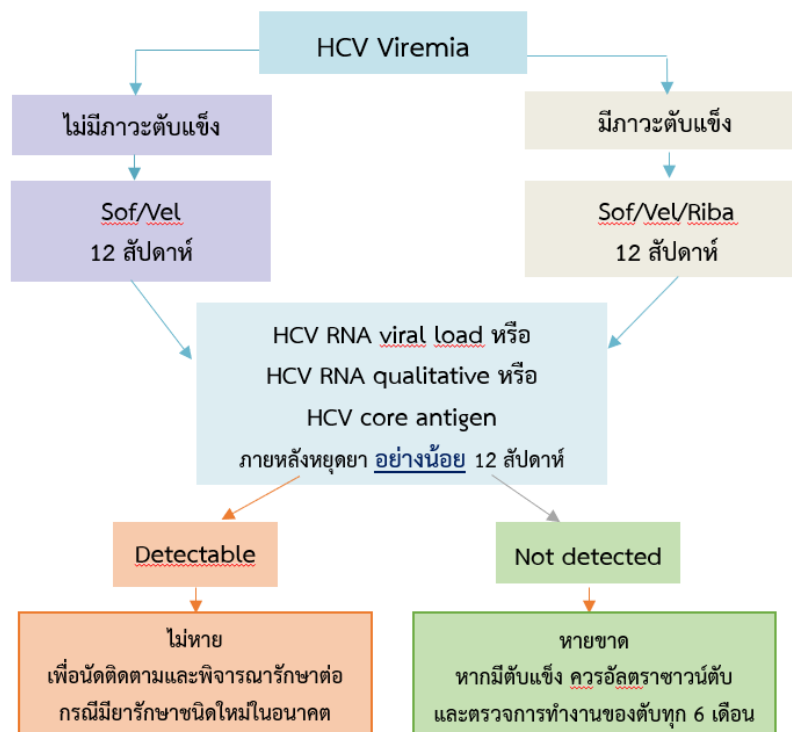 HCV Viremia
ไม่มีภาวะตับแข็ง
มีภาวะตับแข็ง
Sof/Vel
12 สัปดาห์
Sof/Vel/Riba
12 สัปดาห์
HCV RNA viral load หรือ
HCV RNA qualitative หรือ
HCV core antigen
ภายหลังหยุดยา อย่างน้อย 12 สัปดาห์
Detectable
Not detected
ไม่หาย
เพื่อนัดติดตามและพิจารณารักษาต่อ
กรณีมียารักษาชนิดใหม่ในอนาคต
หายขาด
หากมีตับแข็ง ควรอัลตราซาวน์ตับ
และตรวจการทำงานของตับทุก 6 เดือน